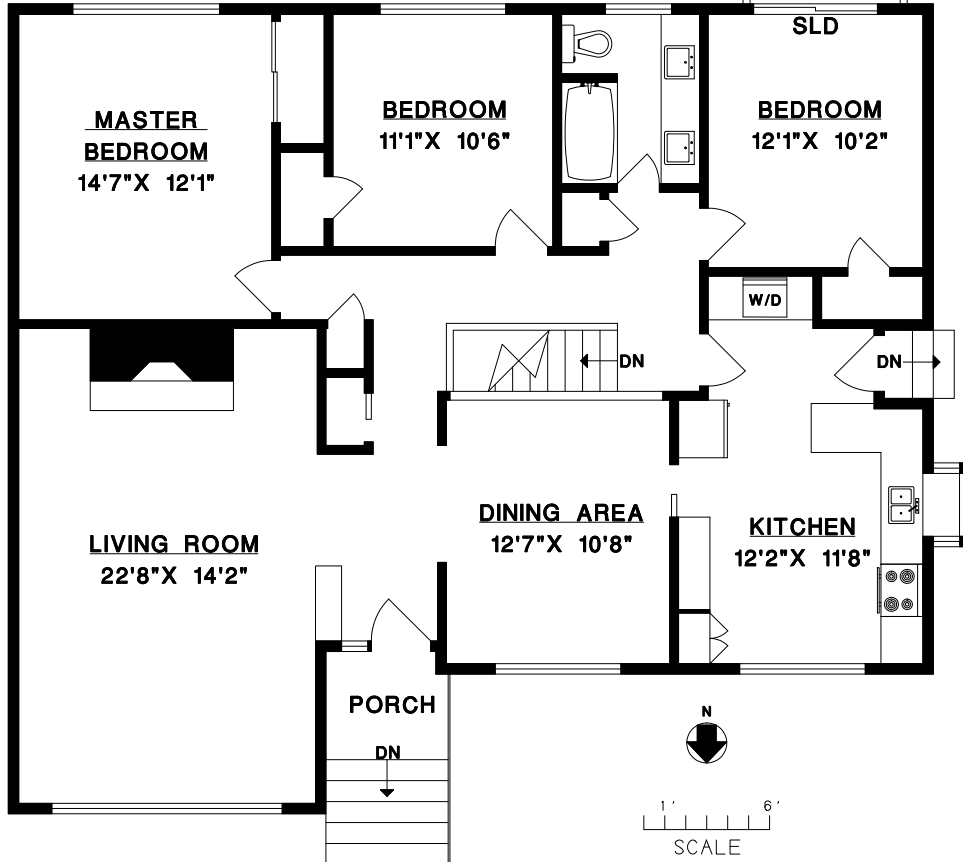 SLD
MASTER
BEDROOM
14'7"X 12'1"
BEDROOM
11'1"X 10'6"
BEDROOM
12'1"X 10'2"
W/D
DN
DN
LIVING ROOM
22'8"X 14'2"
DINING AREA
12'7"X 10'8"
KITCHEN
12'2"X 11'8"
PORCH
DN
N
1' 6'
SCALE